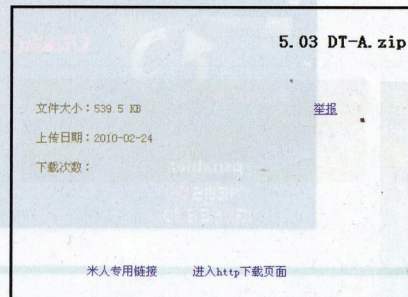 5.03 DT-A.zip
文件大小：539.5 KB 举报
上传日期：2010-02-24
下载次数：
米人专用链接 进入http下载页面